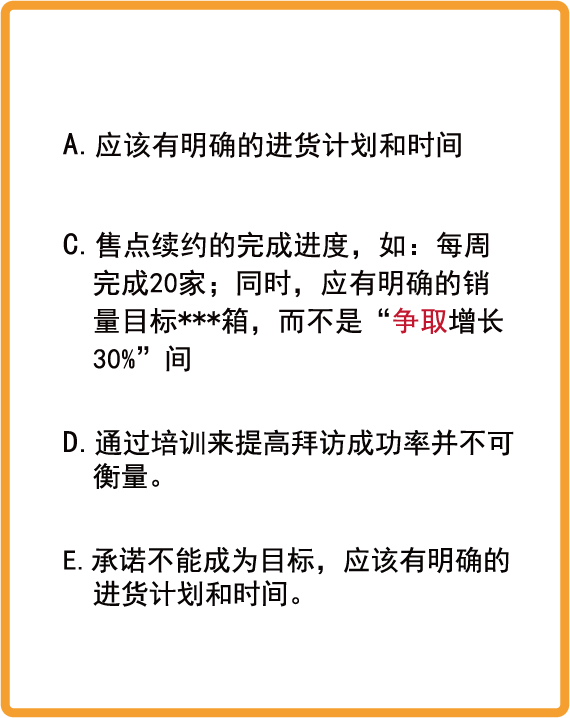 A. 应该有明确的进货计划和时间
C. 售点续约的完成进度，如：每周
完成20家；同时，应有明确的销
量目标***箱，而不是“争取增长
30%”间
D. 通过培训来提高拜访成功率并不可
衡量。
E. 承诺不能成为目标，应该有明确的
进货计划和时间。